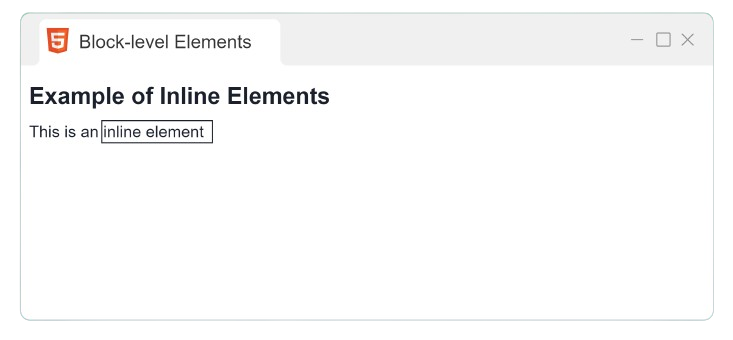 Block-level Elements
Example of Inline Elements
This is an inline element